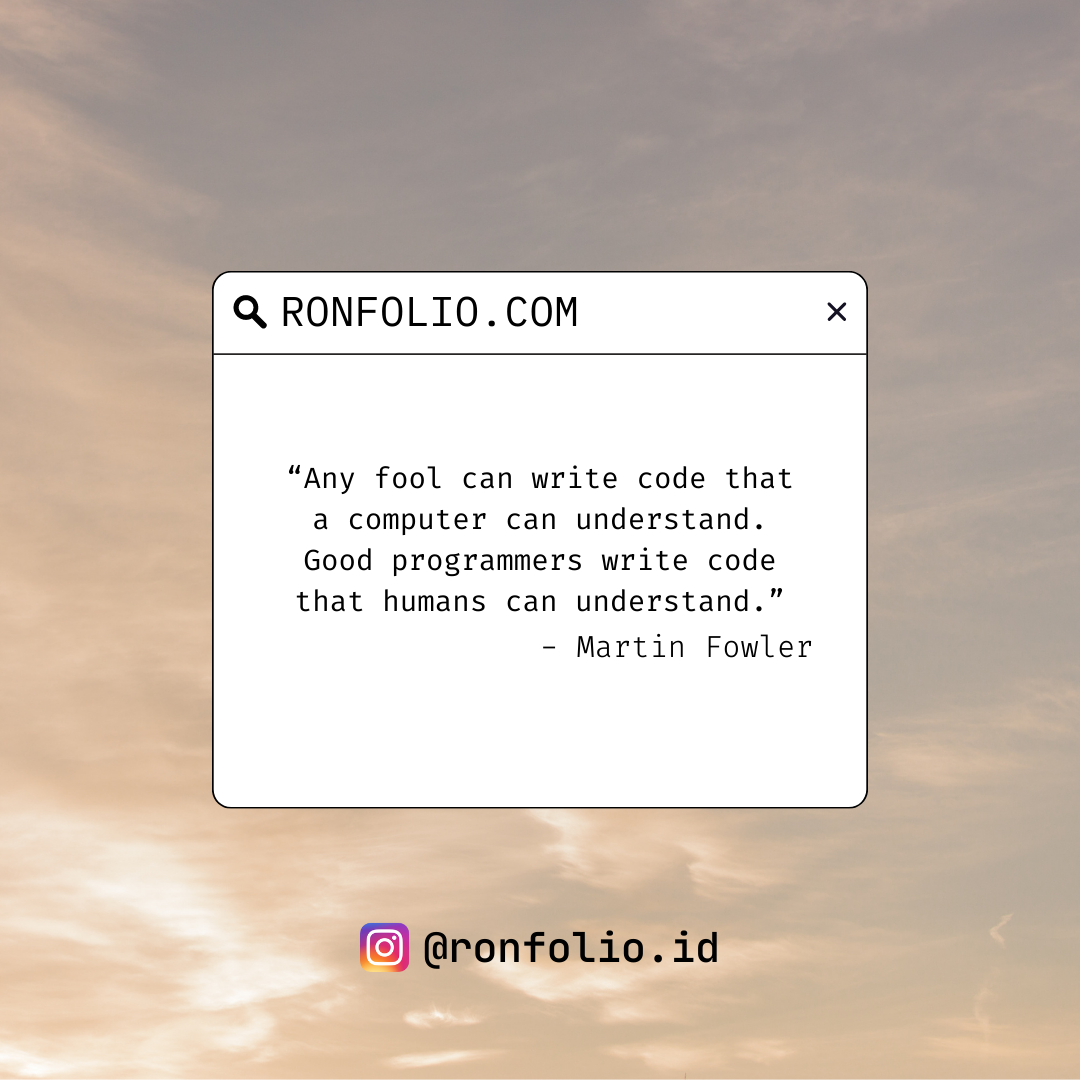 RONFOLIO.COM
“Any fool can write code that
a computer can understand.
Good programmers write code
that humans can understand.”
– Martin Fowler
@ronfolio.id